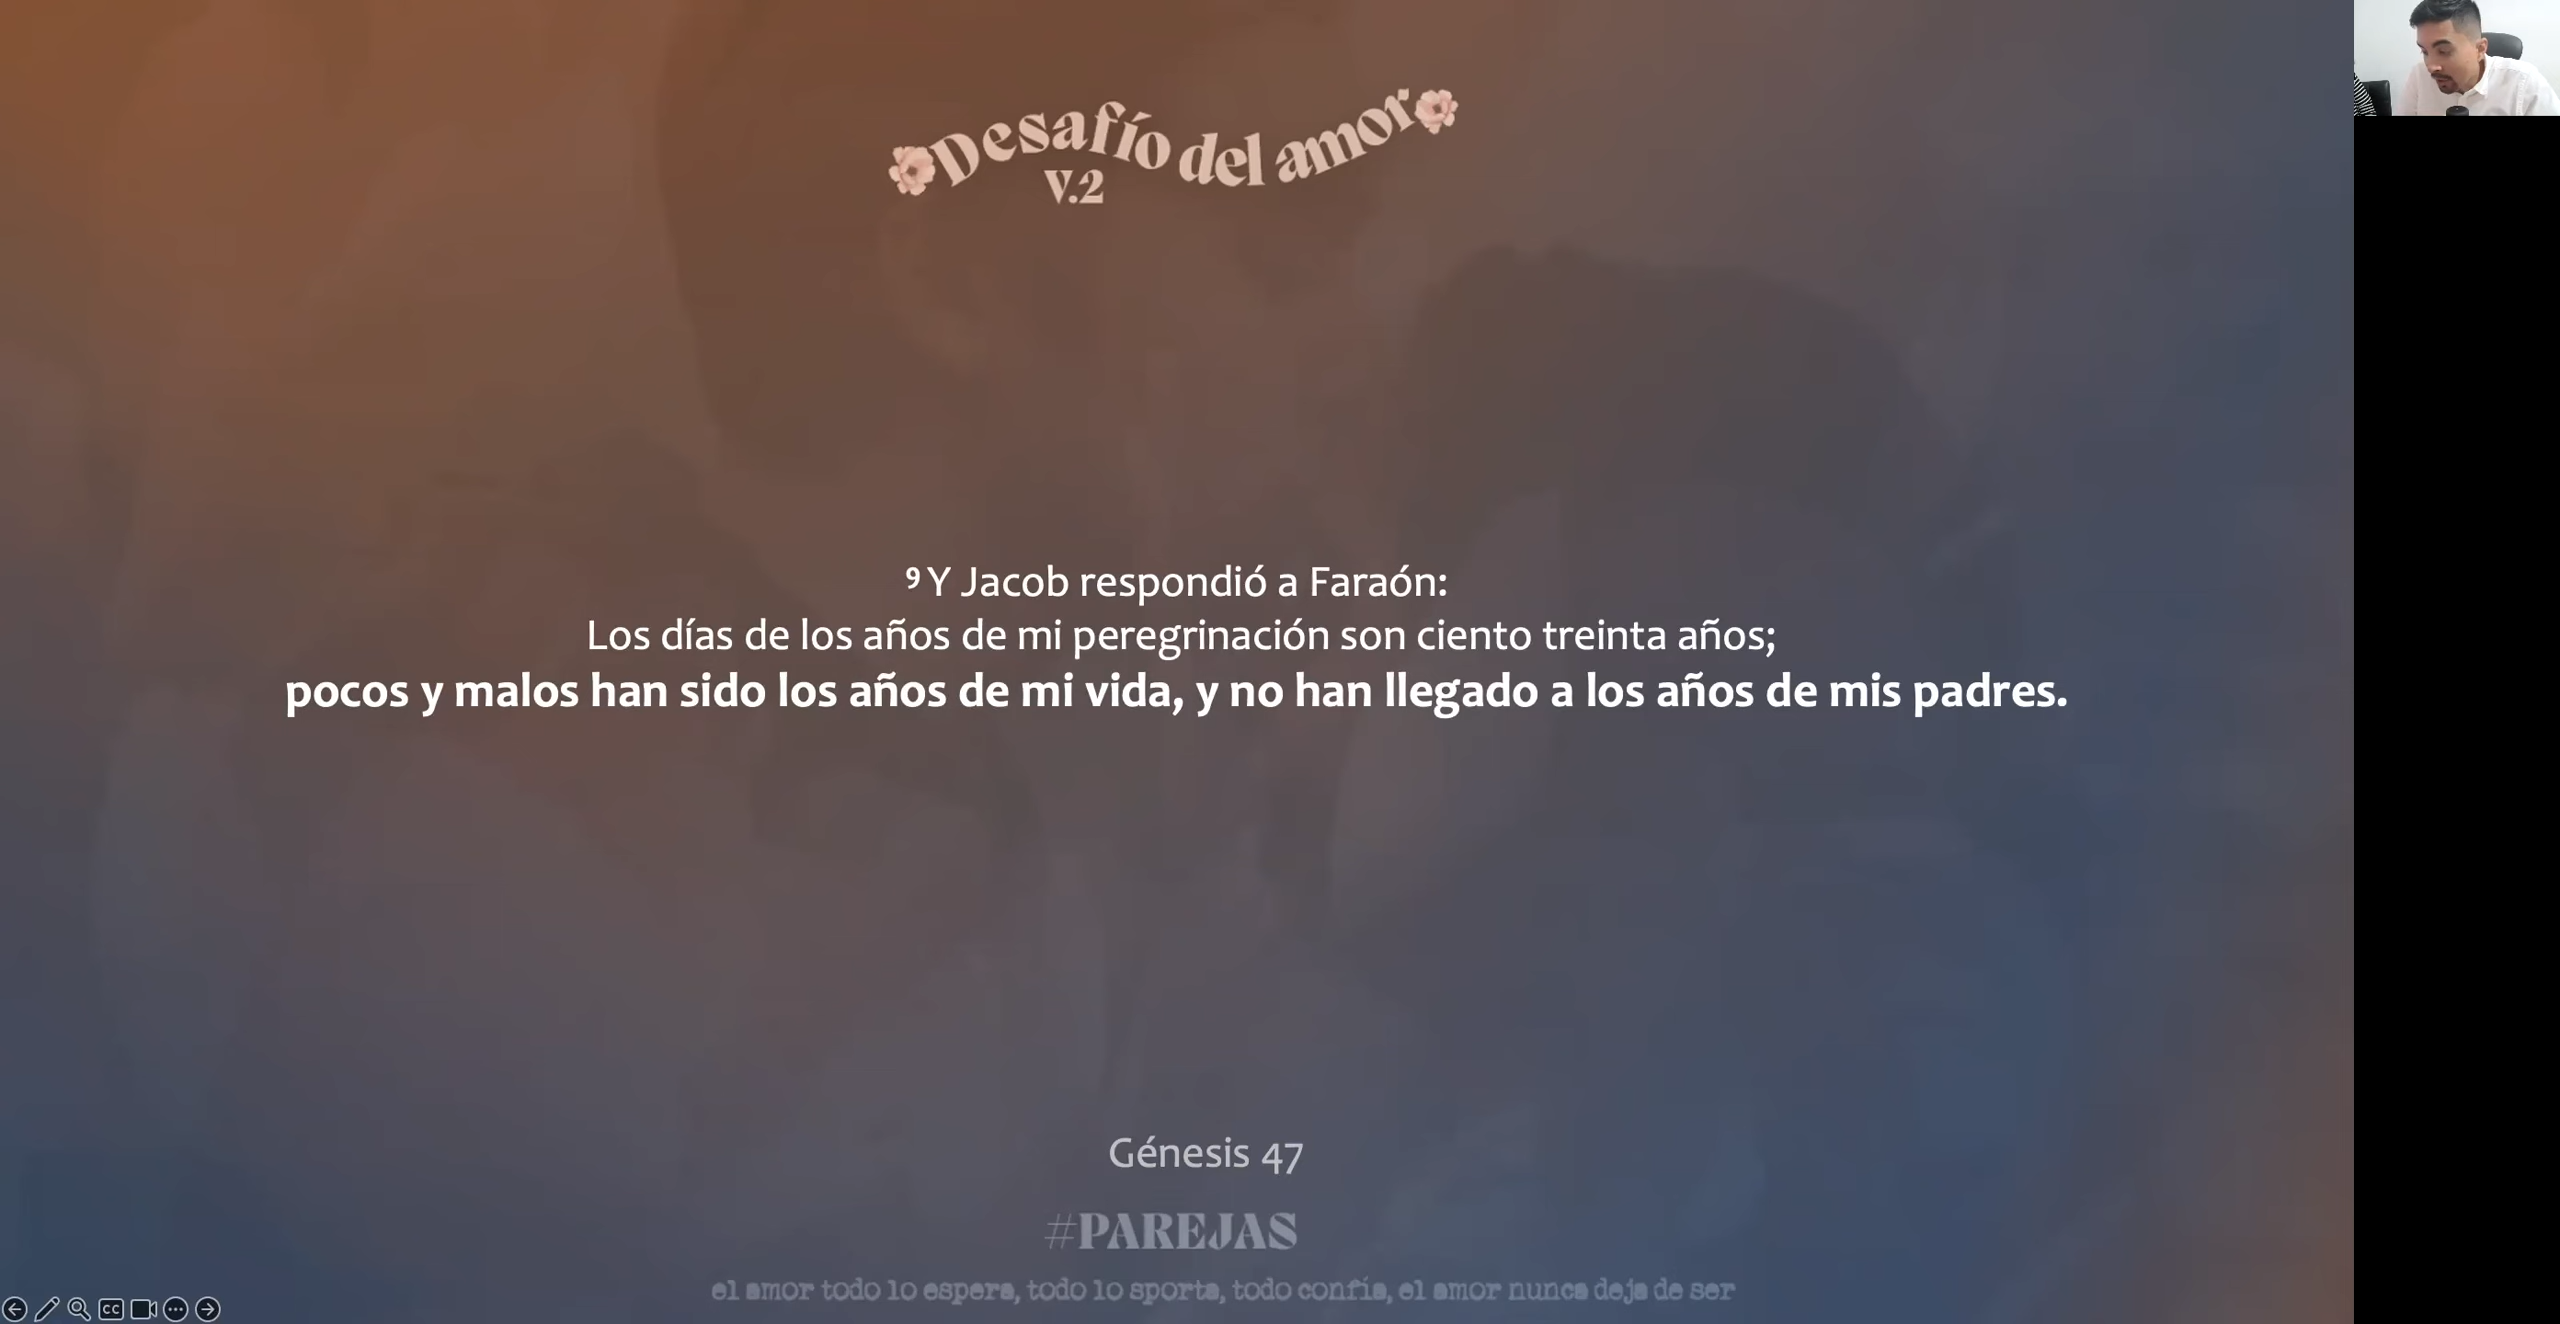 Desafío del amor
V.2
9 Y Jacob respondió a Faraón:
Los días de los años de mi peregrinación son ciento treinta años;
pocos y malos han sido los años de mi vida, y no han llegado a los años de mis padres.
Génesis 47
#PAREJAS
el amor todo lo espera, todo lo sporta, todo confía, el amor nunca deja de ser
CC